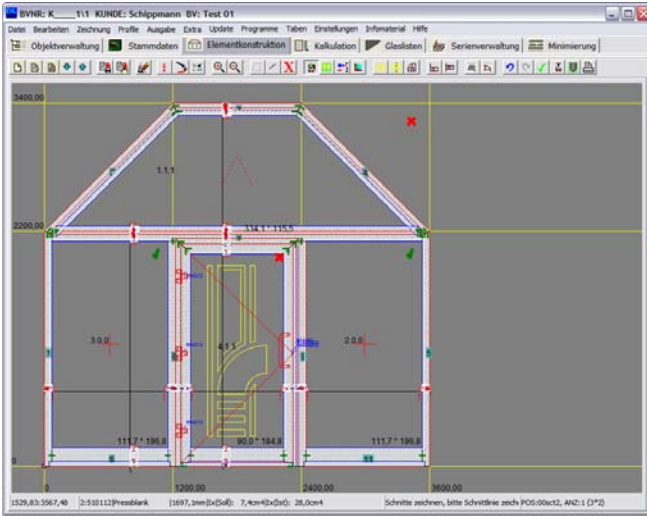 BVNR: K____1\1 KUNDE: Schippmann BV: Test 01
Datei Bearbeiten Zeichnung Profile Ausgabe Extra Update Programme Taben Einstellungen Infomaterial Hilfe
Objektverwaltung Stammdaten Elementkonstruktion Kalkulation Glaslisten Serienverwaltung Minimierung
3400,00
1.1.1
2200,00
334,1 * 115,5
3.0.0 4.1.1 2.0.0
111,7 * 196,8 90,0 * 184,8 111,7 * 196,8
6 11
0
0 1200,00 2400,00 3600,00
1529,83:3567,48 2:510112|Pressblank |1697,1mm|Ix(Soll): 7,4cm4|Ix(Ist): 28,0cm4 Schnitte zeichnen, bitte Schnittlinie zeich POS:00sct2, ANZ:1 (3*2)